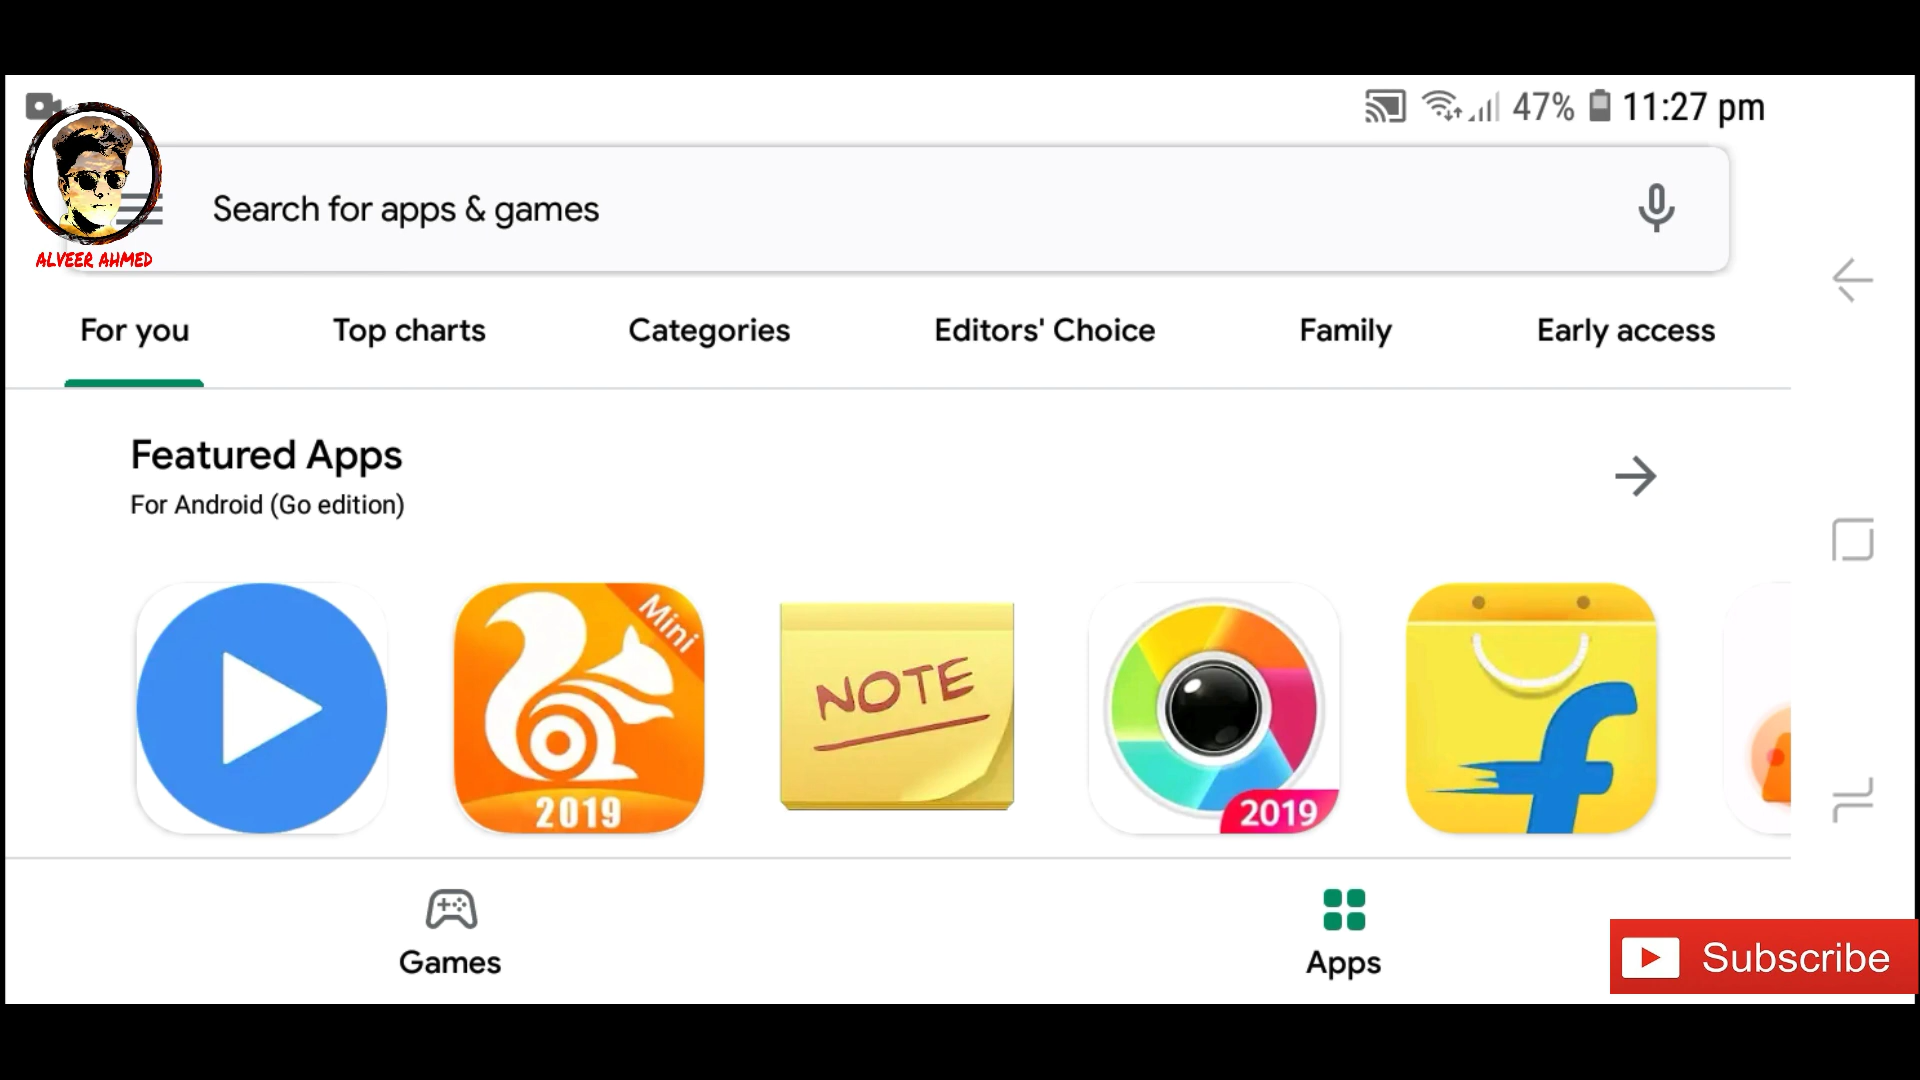 47% 11:27 pm
Search for apps & games
ALVEER AHMED
For you Top charts Categories Editors' Choice Family Early access
Featured Apps
For Android (Go edition)
Mini
2019
NOTE
2019
f
Games Apps
Subscribe